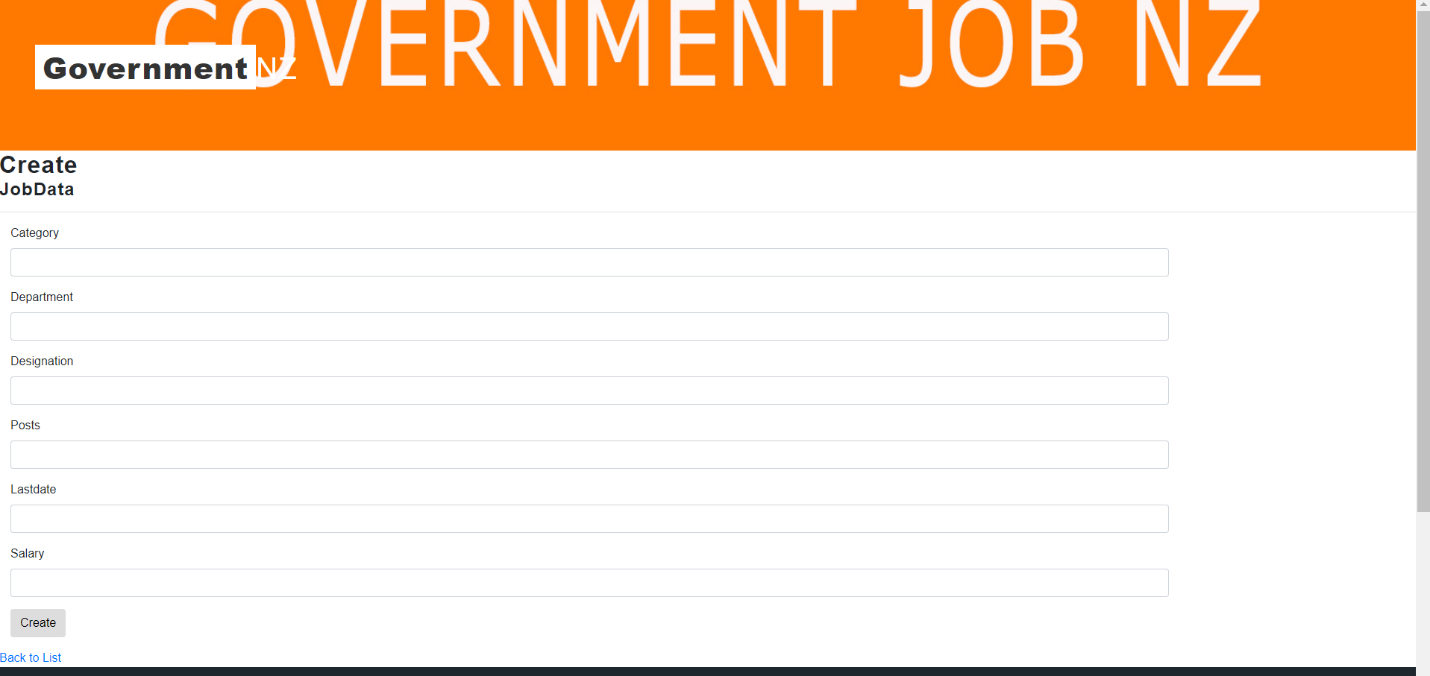 GOVERNMENT JOB NZ
Government NZ
Create
JobData
Category
Department
Designation
Posts
Lastdate
Salary
Create
Back to List